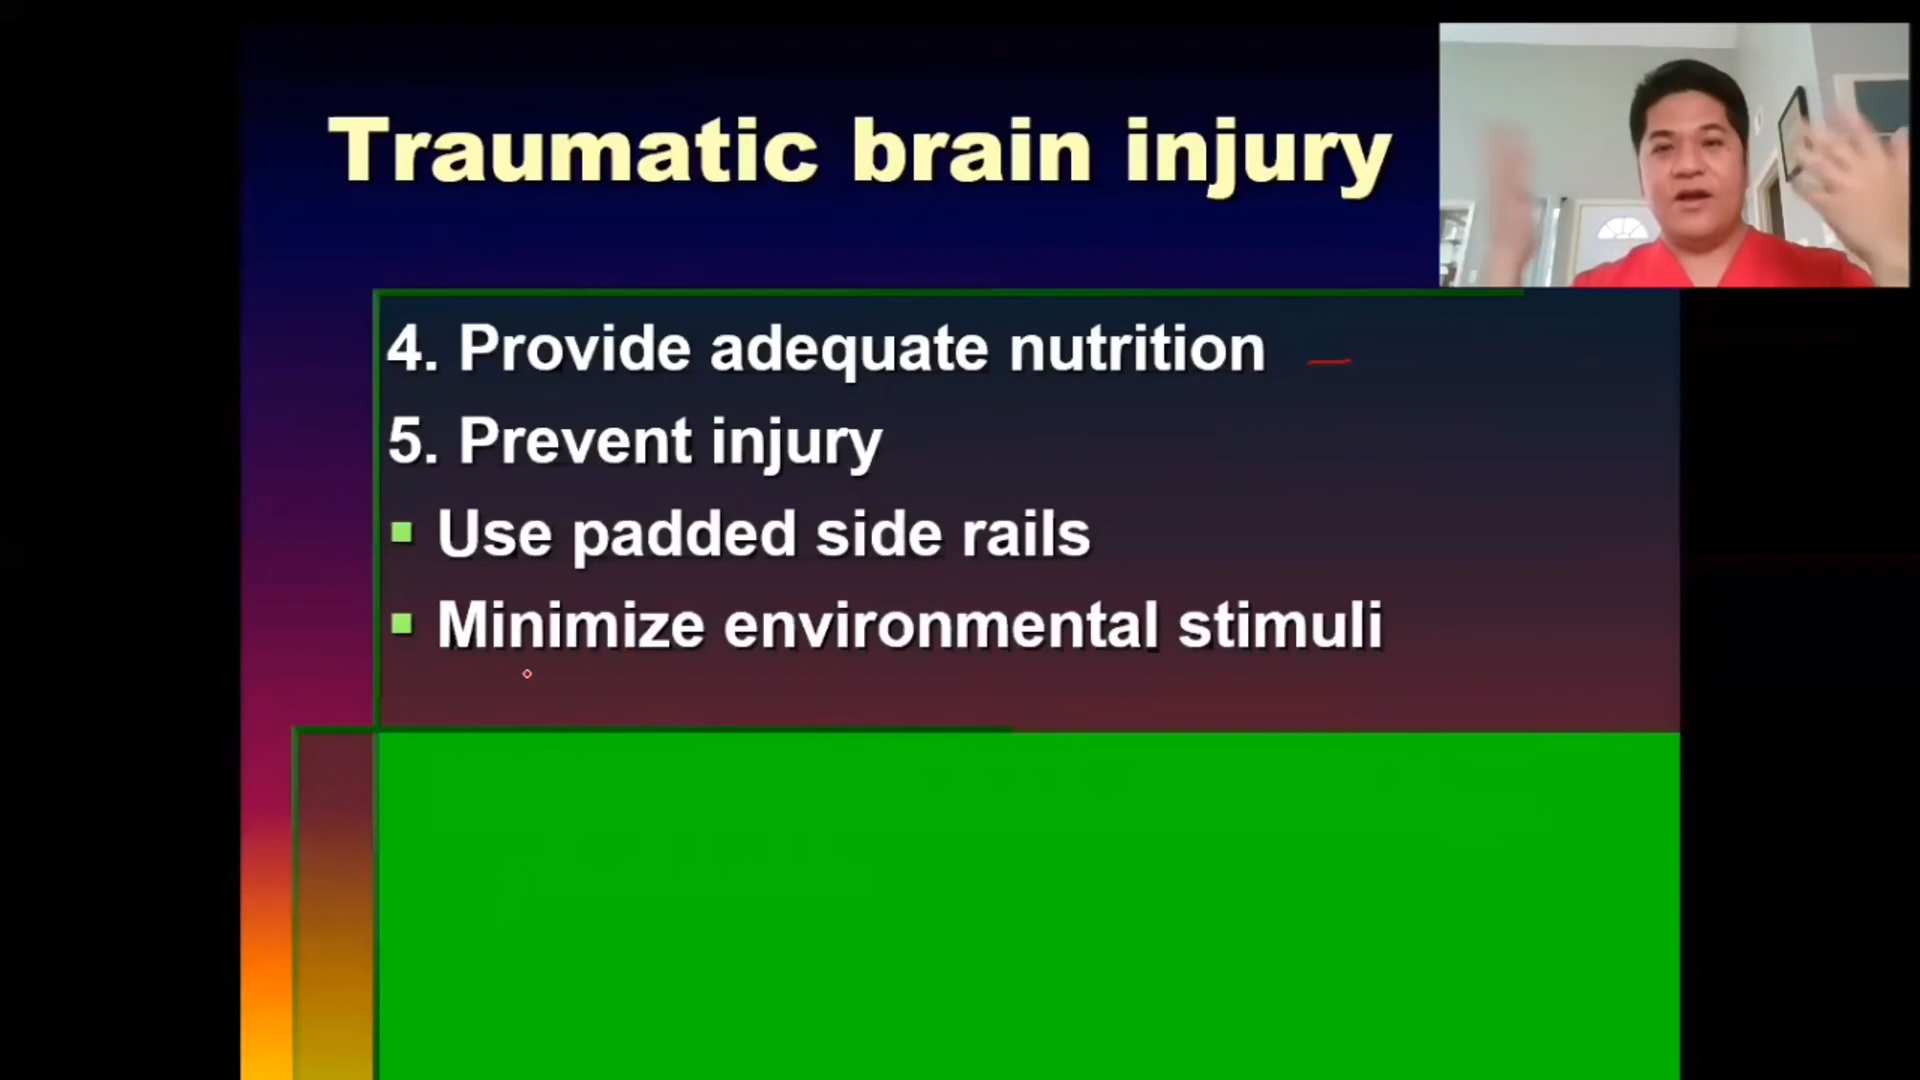 Traumatic brain injury
4. Provide adequate nutrition
5. Prevent injury
Use padded side rails
Minimize environmental stimuli